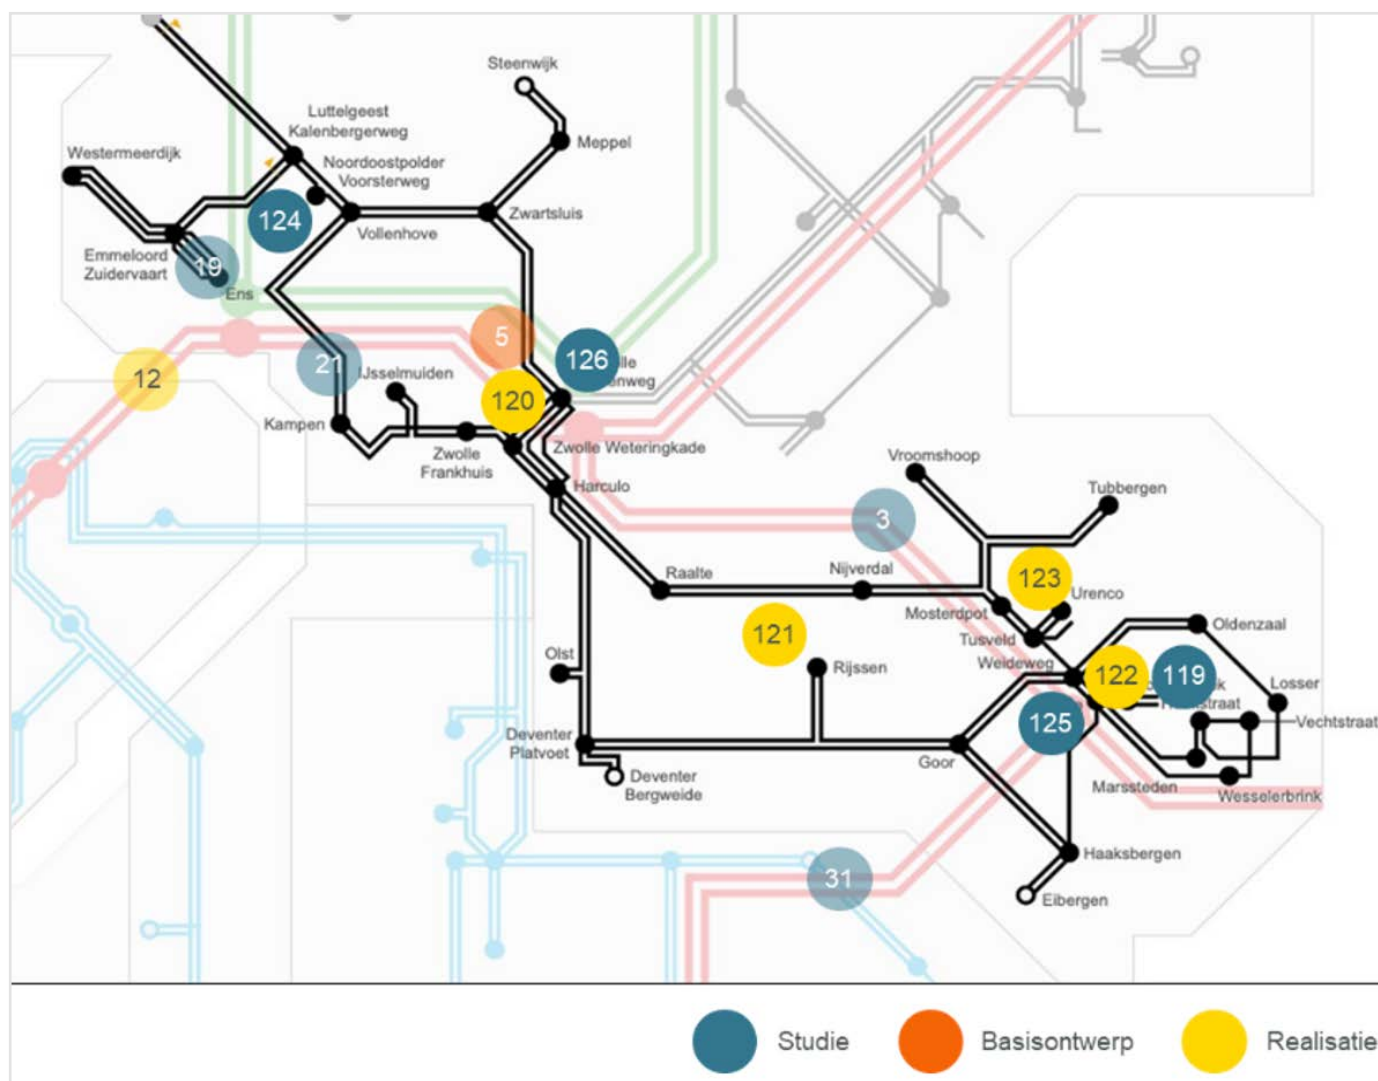 Steenwijk
Luttelgeest
Kalenbergerweg
Meppel
Westermeerdijk
Noordoostpolder
Voorsterweg
124
Zwartsluis
Vollenhove
Emmeloord
Zuidervaart
19
Ens
5
126
21
12
IJsselmuiden
120
Kampen
Zwolle
Frankhuis
Zwolle Weteringkade
Vroomshoop
Harculo
Tubbergen
3
Raalte
Nijverdal
123
Urenco
Mosterdpot
121
Tusveld
Oldenzaal
Olst
Rijssen
Weideweg
122
119
Losser
125
Vechtstraat
Deventer
Platvoet
Goor
Deventer
Bergweide
Marssteden
Wesselerbrink
Haaksbergen
31
Eibergen
Studie
Basisontwerp
Realisatie